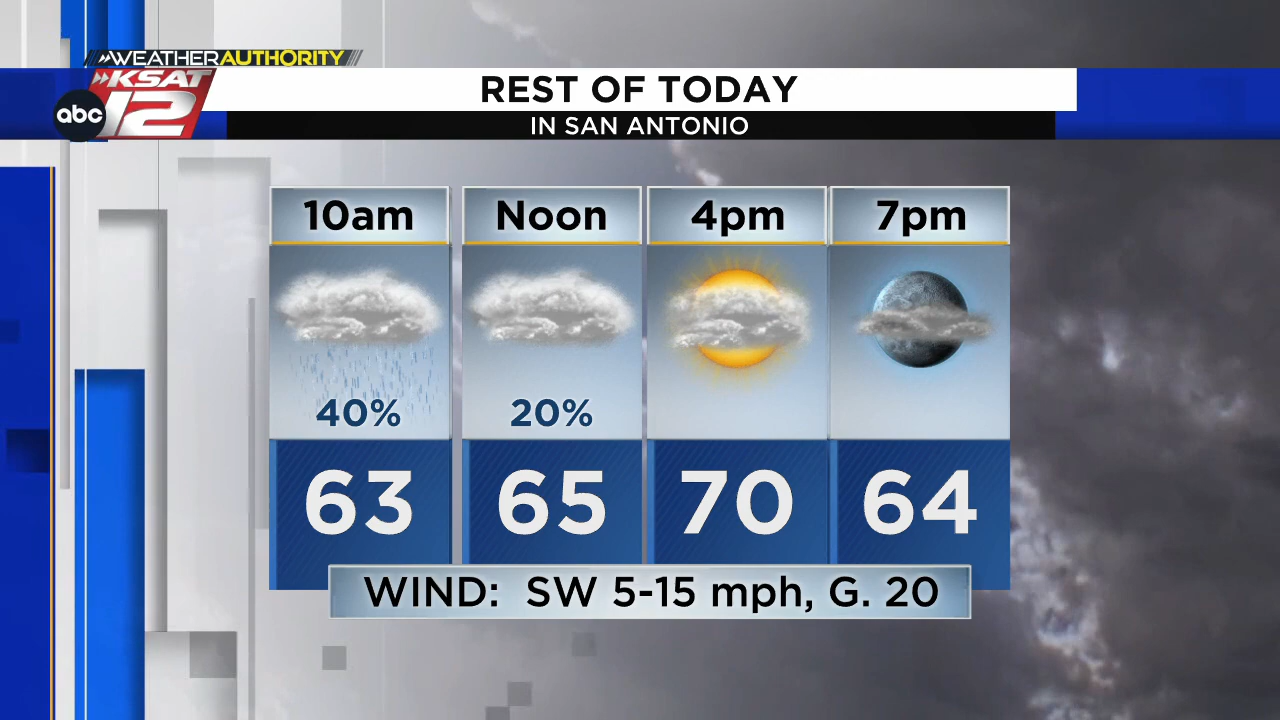 WEATHERAUTHORITY
KSAT
abc
12
REST OF TODAY
IN SAN ANTONIO
10am Noon 4pm 7pm
40% 20%
63 65 70 64
WIND: SW 5-15 mph, G. 20